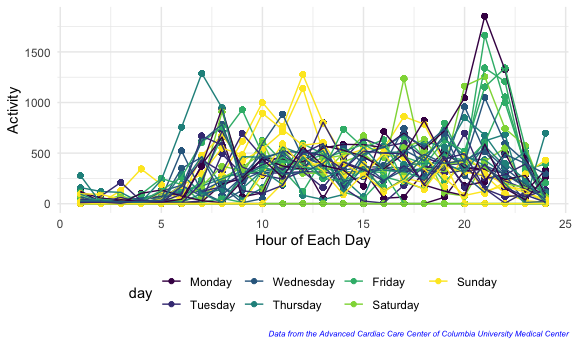 1500
1000
500
0
Activity
0 5 10 15 20 25
Hour of Each Day
day
Monday Wednesday Friday Sunday
Tuesday Thursday Saturday
Data from the Advanced Cardiac Care Center of Columbia University Medical Center